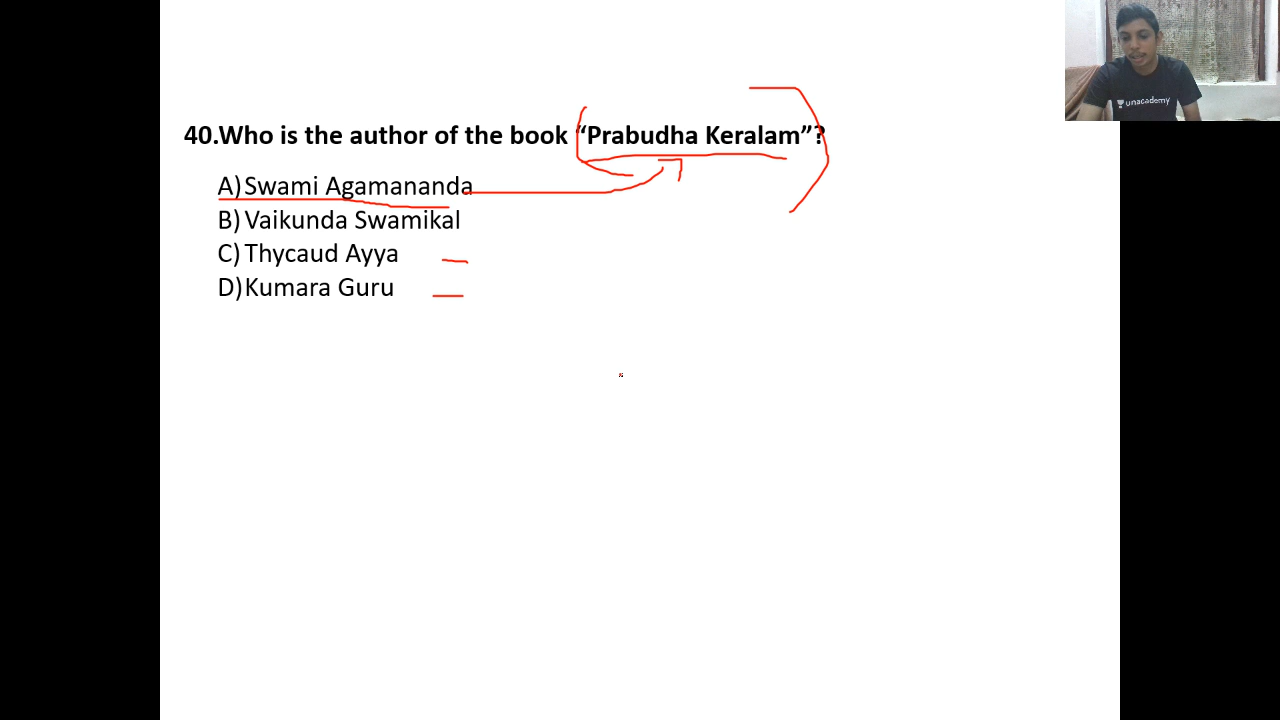 40.Who is the author of the book “Prabudha Keralam”?
A) Swami Agamananda
B) Vaikunda Swamikal
C) Thycaud Ayya
D) Kumara Guru
unacademy